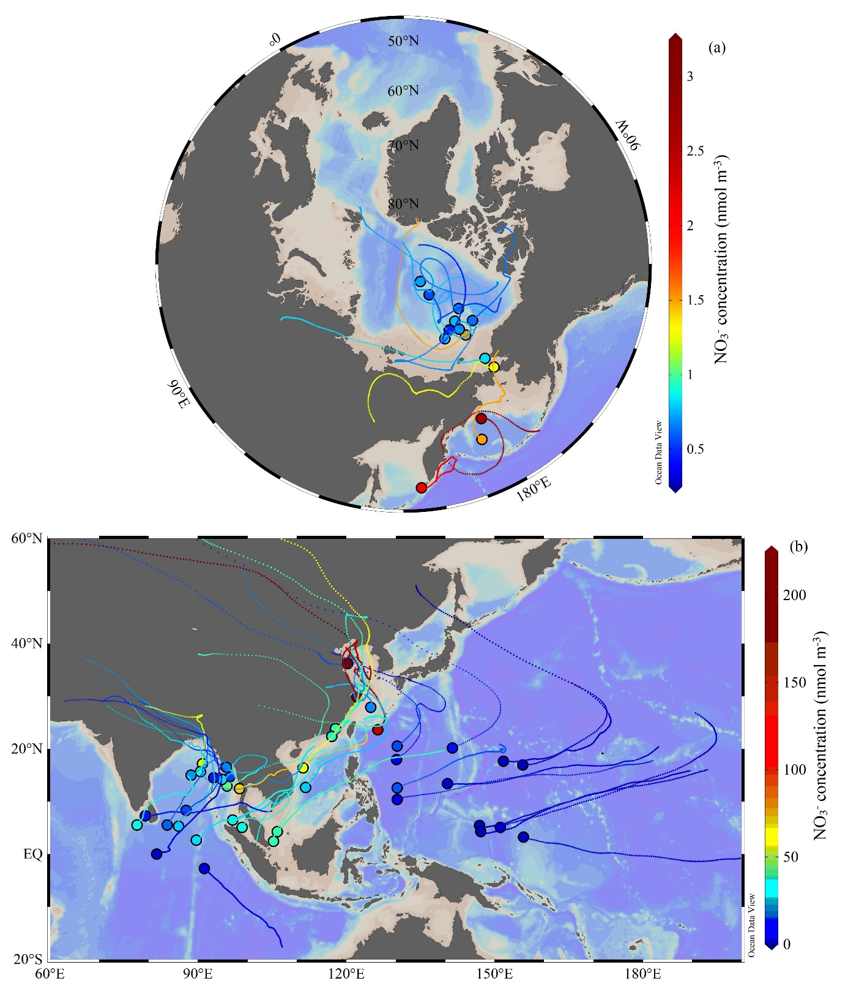 (a)
0°
50°N
60°N
70°N
80°N
90°W
90°E
180°E
3
2.5
2
1.5
1
0.5
NO₃⁻ concentration (nmol m⁻³)
Ocean Data View
(b)
60°N
40°N
20°N
EQ
20°S
60°E
90°E
120°E
150°E
180°E
200
150
100
50
0
NO₃⁻ concentration (nmol m⁻³)
Ocean Data View